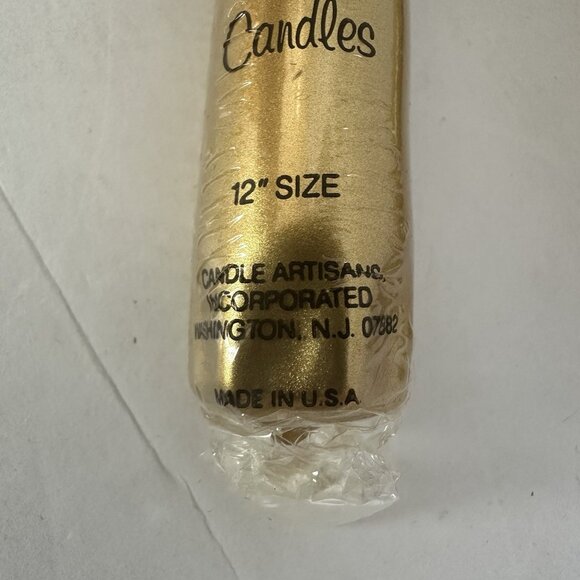 Candles
12" SIZE
CANDLE ARTISANS,
INCORPORATED
WASHINGTON, N.J. 07882
MADE IN U.S.A.